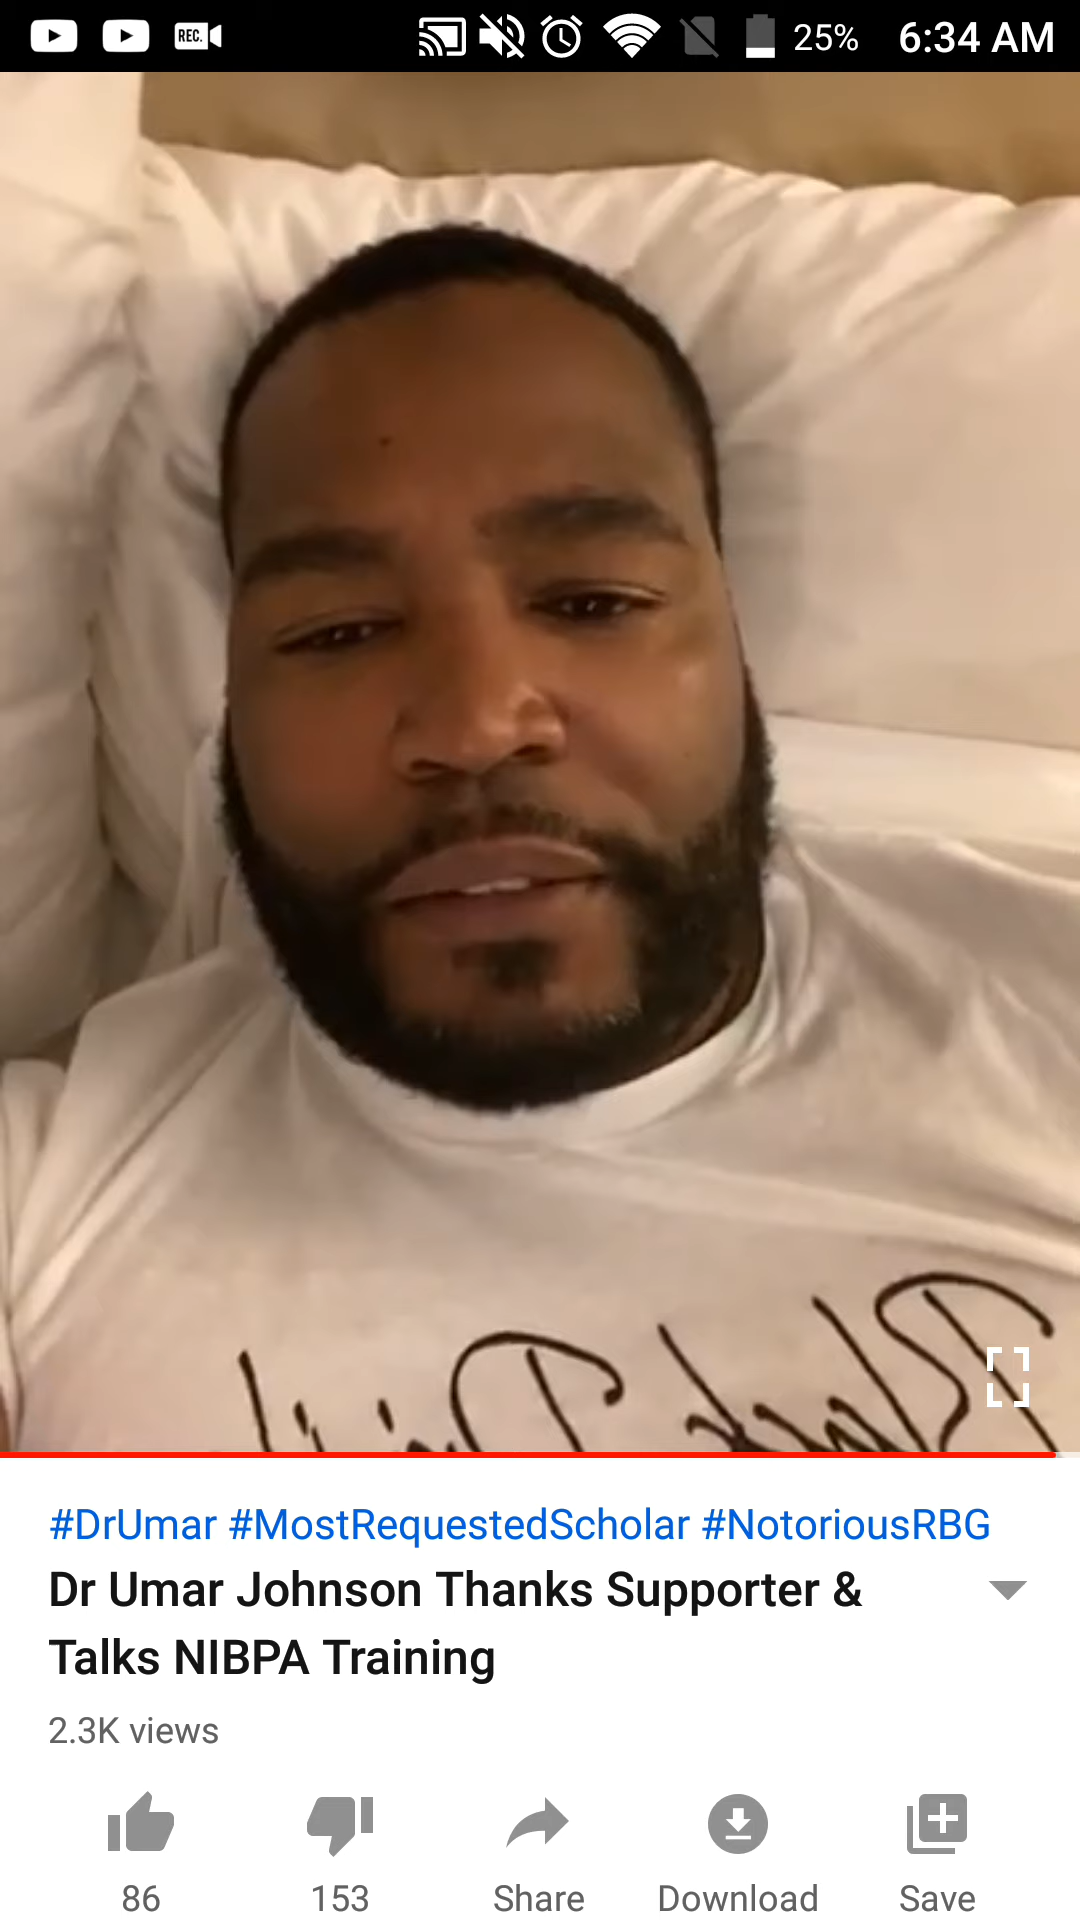 REC. 25% 6:34 AM
#DrUmar #MostRequestedScholar #NotoriousRBG
Dr Umar Johnson Thanks Supporter &
Talks NIBPA Training
2.3K views
86 153 Share Download Save